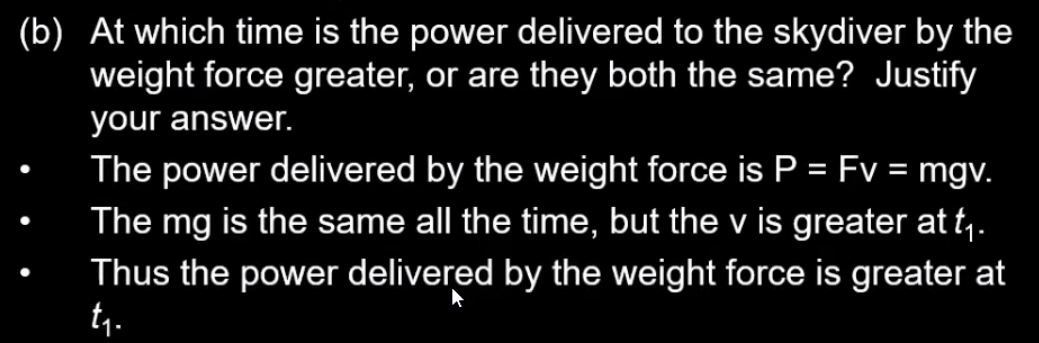 (b) At which time is the power delivered to the skydiver by the
weight force greater, or are they both the same? Justify
your answer.
• The power delivered by the weight force is P = Fv = mgv.
• The mg is the same all the time, but the v is greater at t₁.
• Thus the power delivered by the weight force is greater at
t₁.